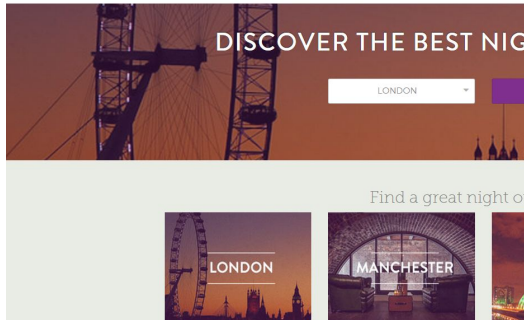 DISCOVER THE BEST NIG
LONDON
Find a great night o
LONDON
MANCHESTER